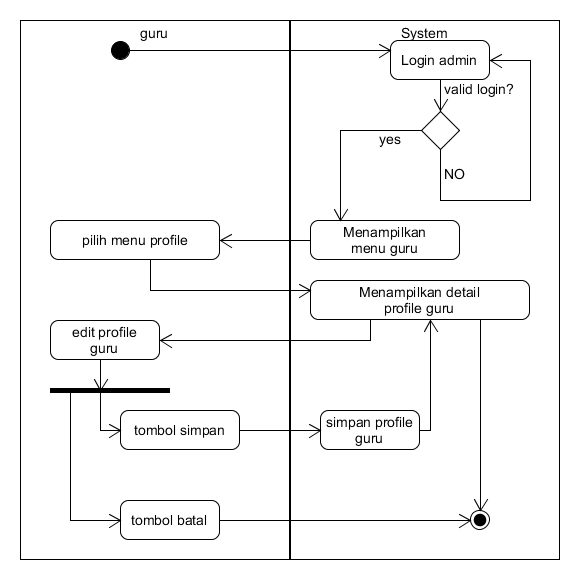 guru
System
Login admin
valid login?
yes
NO
Menampilkan
menu guru
pilih menu profile
Menampilkan detail
profile guru
edit profile
guru
tombol simpan
simpan profile
guru
tombol batal